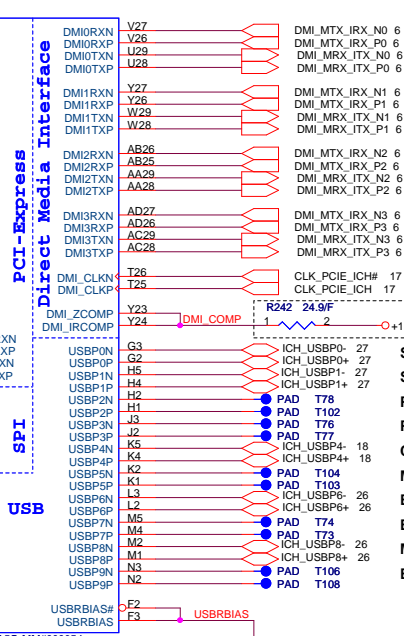 DMI0RXN V27 DMI_MTX_IRX_N0 6
DMI0RXP V26 DMI_MTX_IRX_P0 6
DMI0TXN U29 DMI_MRX_ITX_N0 6
DMI0TXP U28 DMI_MRX_ITX_P0 6
DMI1RXN Y27 DMI_MTX_IRX_N1 6
DMI1RXP Y26 DMI_MTX_IRX_P1 6
DMI1TXN W29 DMI_MRX_ITX_N1 6
DMI1TXP W28 DMI_MRX_ITX_P1 6
DMI2RXN AB26 DMI_MTX_IRX_N2 6
DMI2RXP AB25 DMI_MTX_IRX_P2 6
DMI2TXN AA29 DMI_MRX_ITX_N2 6
DMI2TXP AA28 DMI_MRX_ITX_P2 6
DMI3RXN AD27 DMI_MTX_IRX_N3 6
DMI3RXP AD26 DMI_MTX_IRX_P3 6
DMI3TXN AC29 DMI_MRX_ITX_N3 6
DMI3TXP AC28 DMI_MRX_ITX_P3 6
PCI-Express
Direct Media Interface
DMI_CLKN T26 CLK_PCIE_ICH# 17
DMI_CLKP T25 CLK_PCIE_ICH 17
R242 24.9/F
DMI_ZCOMP Y23
DMI_IRCOMP Y24 DMI_COMP 1 2 +1
XN
XP
XN
XP
USBP0N G3 ICH_USBP0- 27
USBP0P G2 ICH_USBP0+ 27
USBP1N H5 ICH_USBP1- 27
USBP1P H4 ICH_USBP1+ 27
USBP2N H2 PAD T78
USBP2P H1 PAD T102
USBP3N J3 PAD T76
USBP3P J2 PAD T77
USBP4N K5 ICH_USBP4- 18
USBP4P K4 ICH_USBP4+ 18
USBP5N K2 PAD T104
USBP5P K1 PAD T103
USBP6N L3 ICH_USBP6- 26
USBP6P L2 ICH_USBP6+ 26
USBP7N M5 PAD T74
USBP7P M4 PAD T73
USBP8N M2 ICH_USBP8- 26
USBP8P M1 ICH_USBP8+ 26
USBP9N N3 PAD T106
USBP9P N2 PAD T108
SPI
USB
USBRBIAS# F2
USBRBIAS F3 USBRBIAS